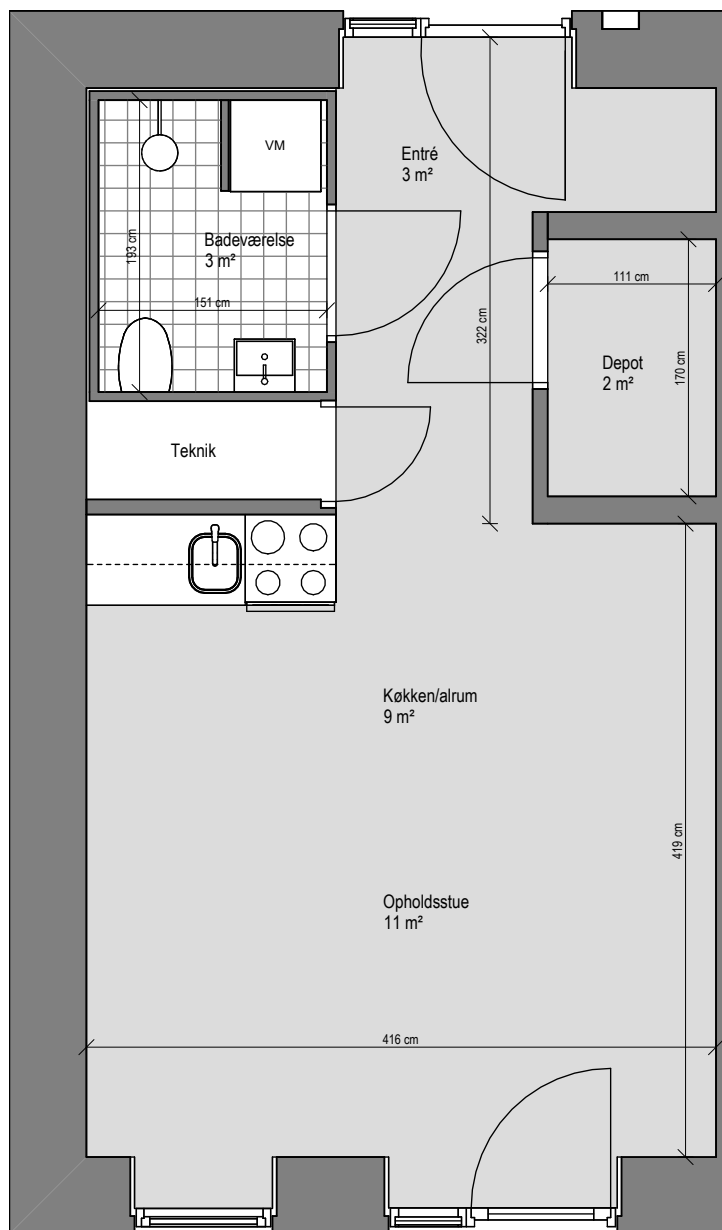 VM
Entré
3 m²
193 cm
Badeværelse
3 m²
151 cm
111 cm
322 cm
Depot
2 m²
170 cm
Teknik
Køkken/alrum
9 m²
419 cm
Opholdsstue
11 m²
416 cm